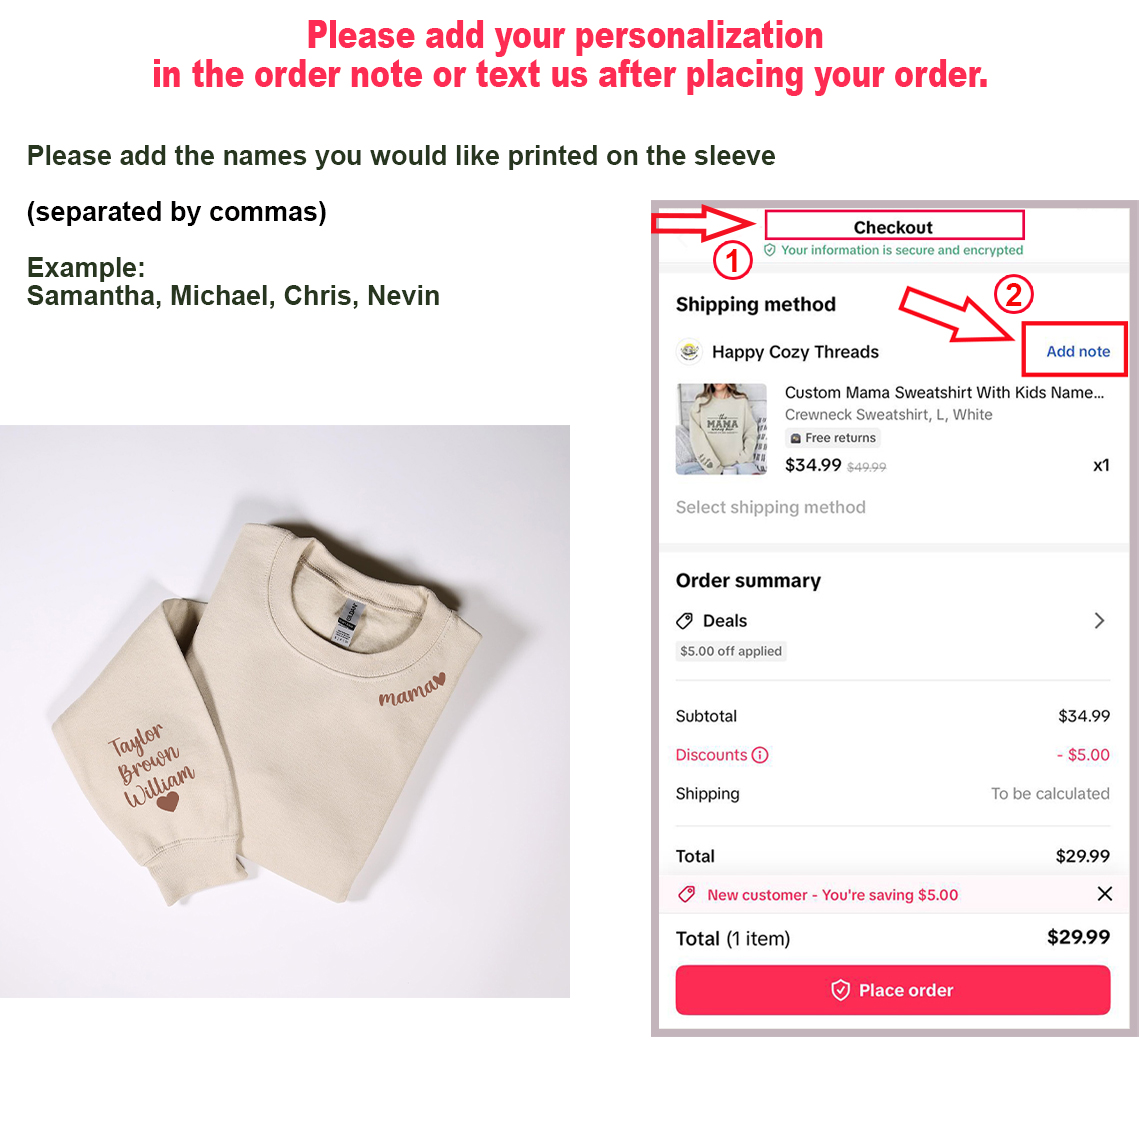 Please add your personalization
in the order note or text us after placing your order.
Please add the names you would like printed on the sleeve
(separated by commas)
Example:
Samantha, Michael, Chris, Nevin
mama
Taylor
Brown
William
Checkout
1
Your information is secure and encrypted
2
Shipping method
Happy Cozy Threads
Add note
Custom Mama Sweatshirt With Kids Name...
Crewneck Sweatshirt, L, White
Free returns
$34.99 $49.99
x1
MAMA
Select shipping method
Order summary
Deals
$5.00 off applied
Subtotal
$34.99
Discounts
- $5.00
Shipping
To be calculated
Total
$29.99
New customer - You're saving $5.00
Total (1 item)
$29.99
Place order